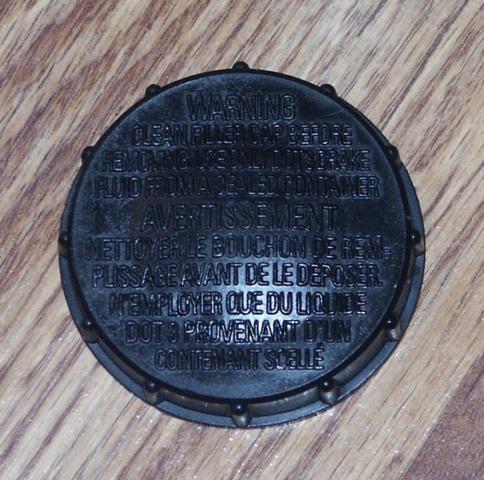 WARNING
CLEAN FILLER CAP BEFORE
REMOVING USE ONLY DOT 3 BRAKE
FLUID FROM A SEALED CONTAINER
AVERTISSEMENT
NETTOYER LE BOUCHON DE REM-
PLISSAGE AVANT DE LE DEPOSER.
N'EMPLOYER QUE DU LIQUIDE
DOT 3 PROVENANT D'UN
CONTENANT SCELLÉ